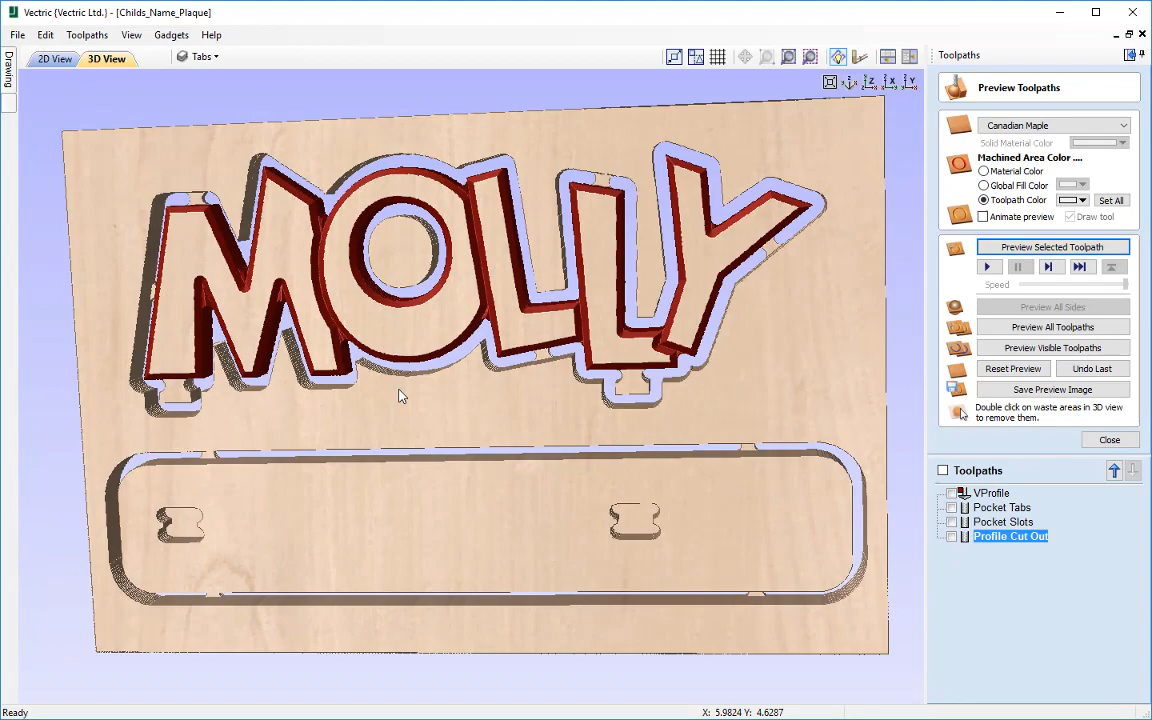 Vectric {Vectric Ltd.} - [Childs_Name_Plaque]
File Edit Toolpaths View Gadgets Help
Drawing
2D View 3D View Tabs
Z X Y
MOLLY
Toolpaths
Preview Toolpaths
Canadian Maple
Solid Material Color
Machined Area Color ....
Material Color
Global Fill Color
Toolpath Color Set All
Animate preview Draw tool
Preview Selected Toolpath
Speed
Preview All Sides
Preview All Toolpaths
Preview Visible Toolpaths
Reset Preview Undo Last
Save Preview Image
Double click on waste areas in 3D view
to remove them.
Close
Toolpaths
VProfile
Pocket Tabs
Pocket Slots
Profile Cut Out
Ready X: 5.9824 Y: 4.6287